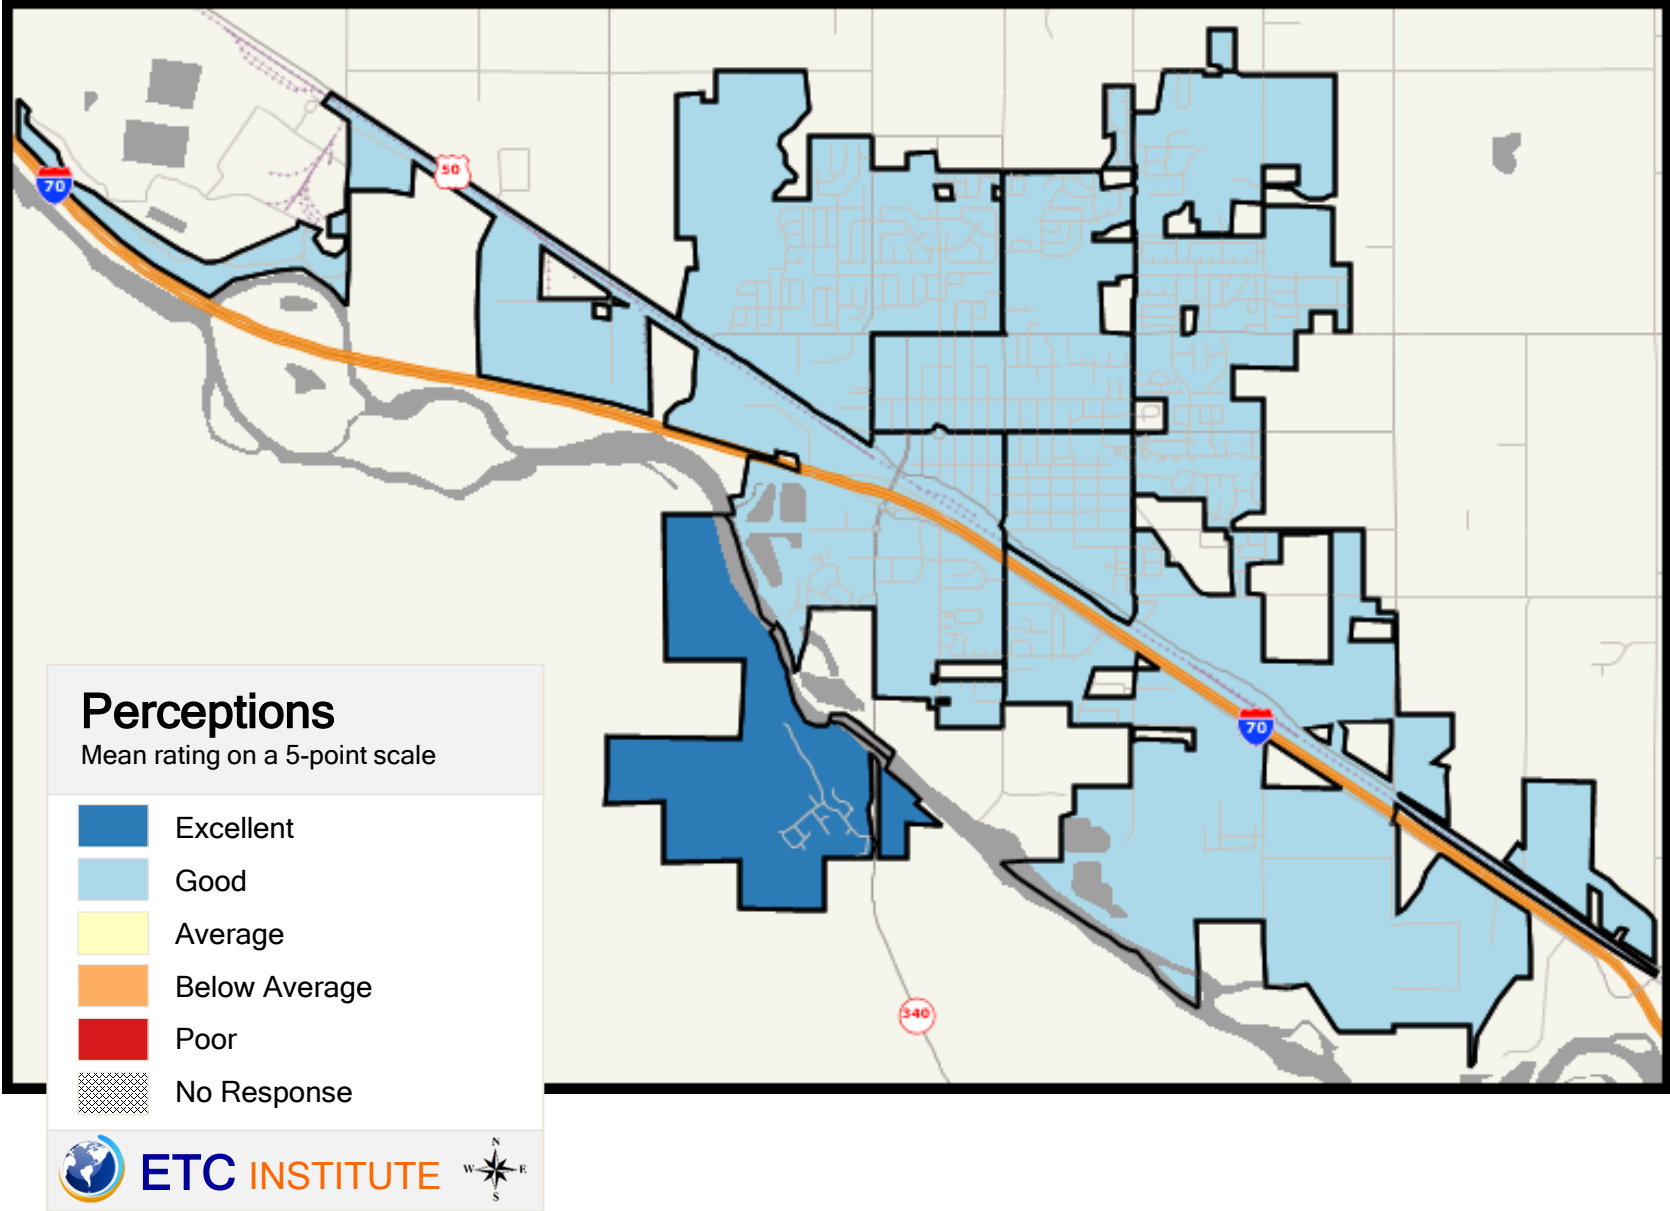 50
70
70
340
Perceptions
Mean rating on a 5-point scale
Excellent
Good
Average
Below Average
Poor
No Response
ETC INSTITUTE
N
W E
S